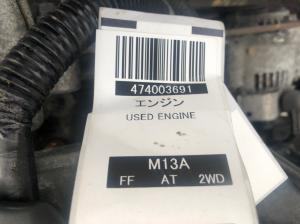 474003691
エンジン
USED ENGINE
M13A
FF AT 2WD